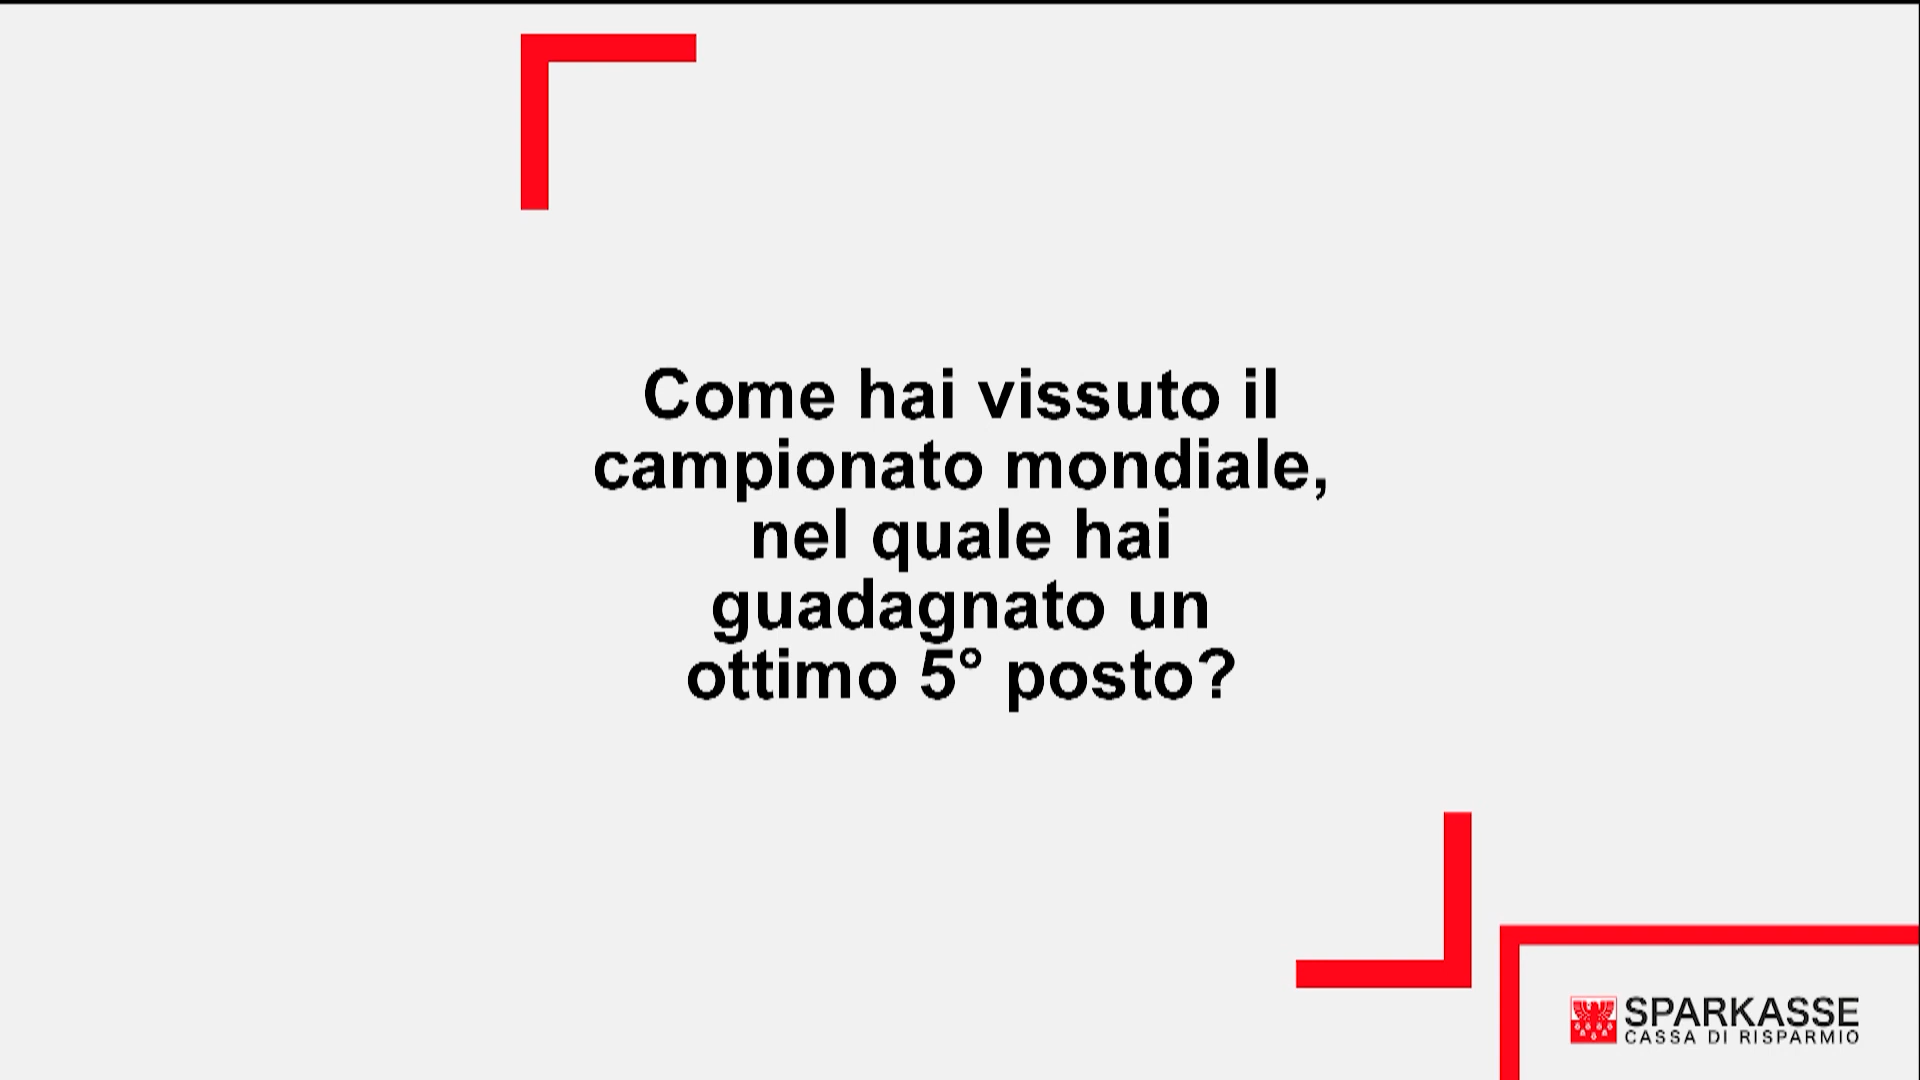 Come hai vissuto il
campionato mondiale,
nel quale hai
guadagnato un
ottimo 5° posto?
SPARKASSE
CASSA DI RISPARMIO